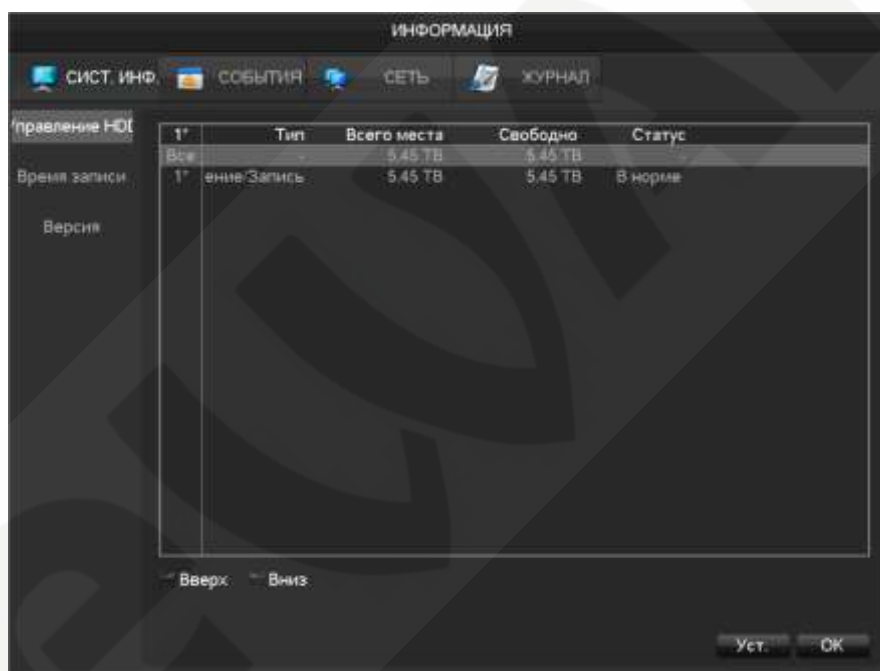 ИНФОРМАЦИЯ
СИСТ. ИНФ. СОБЫТИЯ СЕТЬ ЖУРНАЛ
правление HDD
1* Тип Всего места Свободно Статус
Все - 5.45 TB 5.45 TB -
Время записи
1* ение/Запись 5.45 TB 5.45 TB В норме
Версия
Вверх Вниз
Уст. OK